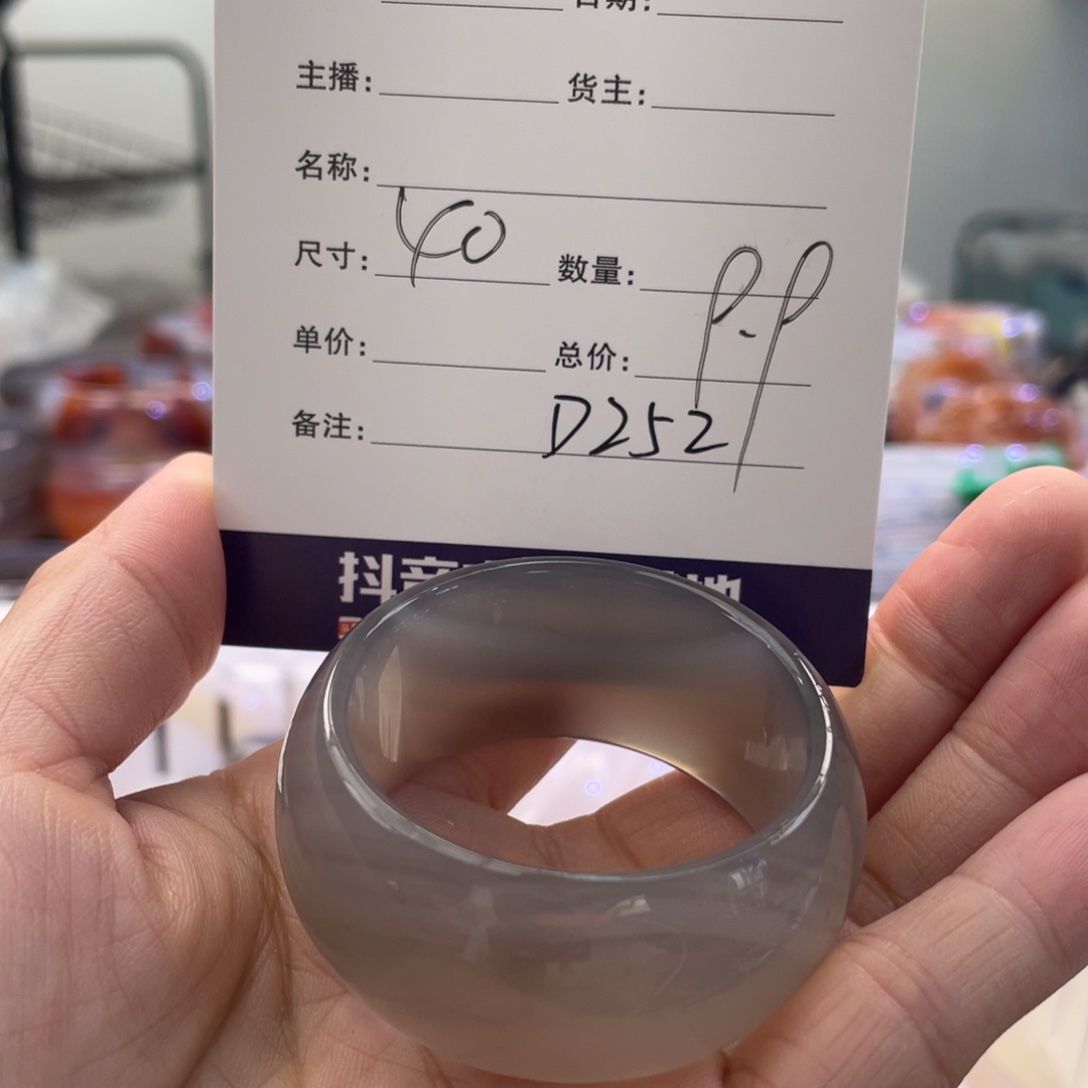 日期:
主播: 货主:
名称:
尺寸: 40 数量:
单价: 总价:
备注: D252
抖音